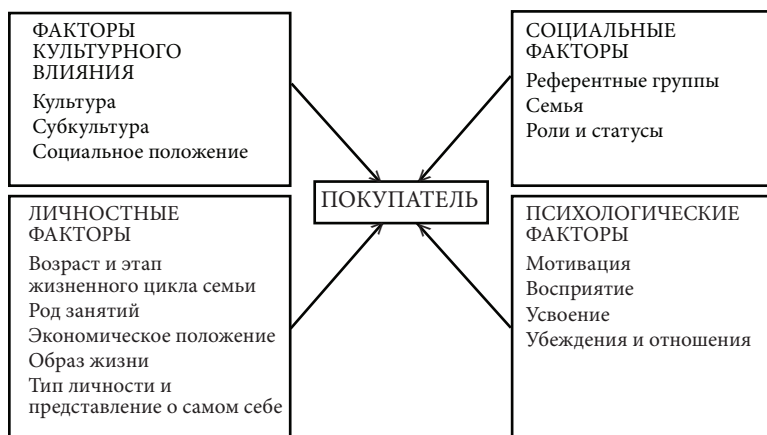 ФАКТОРЫ
КУЛЬТУРНОГО
ВЛИЯНИЯ
Культура
Субкультура
Социальное положение
СОЦИАЛЬНЫЕ
ФАКТОРЫ
Референтные группы
Семья
Роли и статусы
ПОКУПАТЕЛЬ
ЛИЧНОСТНЫЕ
ФАКТОРЫ
Возраст и этап
жизненного цикла семьи
Род занятий
Экономическое положение
Образ жизни
Тип личности и
представление о самом себе
ПСИХОЛОГИЧЕСКИЕ
ФАКТОРЫ
Мотивация
Восприятие
Усвоение
Убеждения и отношения